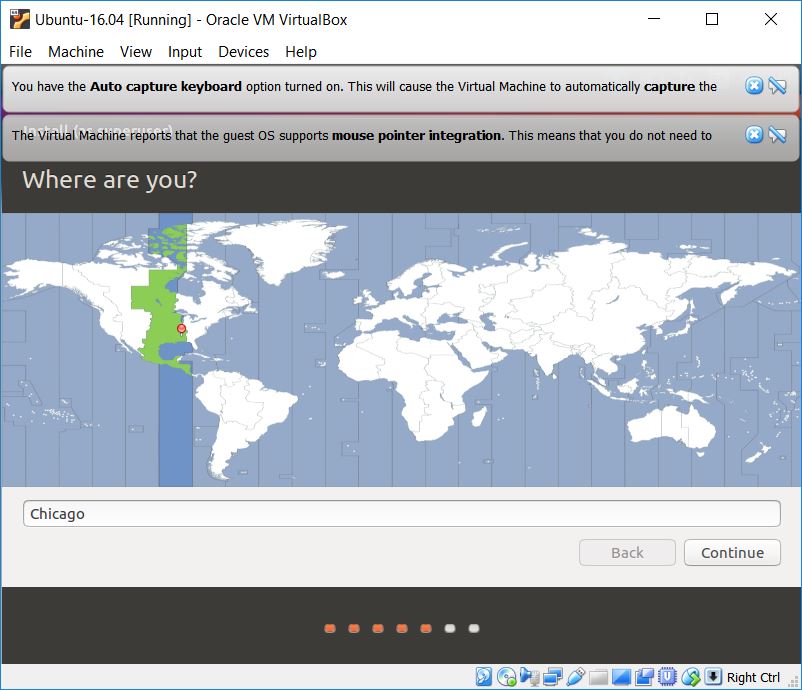 Ubuntu-16.04 [Running] - Oracle VM VirtualBox
File Machine View Input Devices Help
You have the Auto capture keyboard option turned on. This will cause the Virtual Machine to automatically capture the
Install (as superuser)
The Virtual Machine reports that the guest OS supports mouse pointer integration. This means that you do not need to
Where are you?
Chicago
Back Continue
Right Ctrl